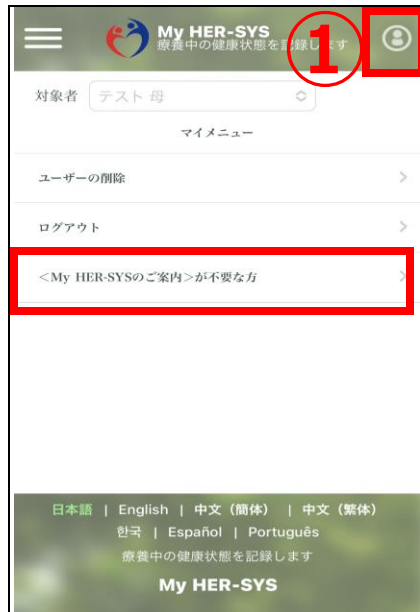 My HER-SYS
療養中の健康状態を記録します
①
対象者 テスト 母
マイメニュー
ユーザーの削除
ログアウト
<My HER-SYSのご案内>が不要な方
日本語 | English | 中文（簡体） | 中文（繁体）
한국 | Español | Português
療養中の健康状態を記録します
My HER-SYS